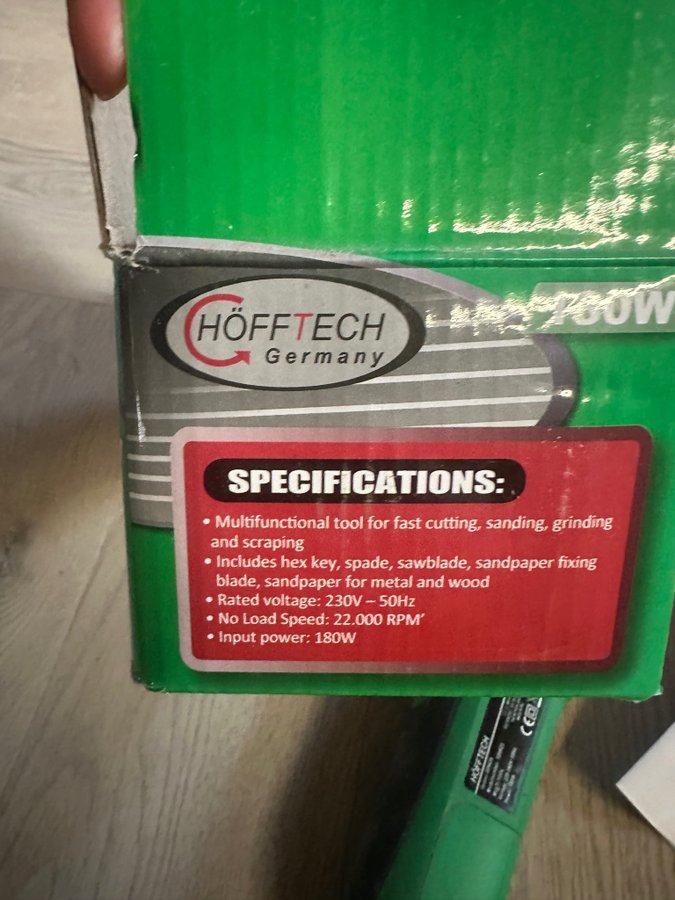 HÖFFTECH
Germany
SPECIFICATIONS:
• Multifunctional tool for fast cutting, sanding, grinding
and scraping
• Includes hex key, spade, sawblade, sandpaper fixing
blade, sandpaper for metal and wood
• Rated voltage: 230V – 50Hz
• No Load Speed: 22.000 RPM'
• Input power: 180W
HÖFFTECH
CE